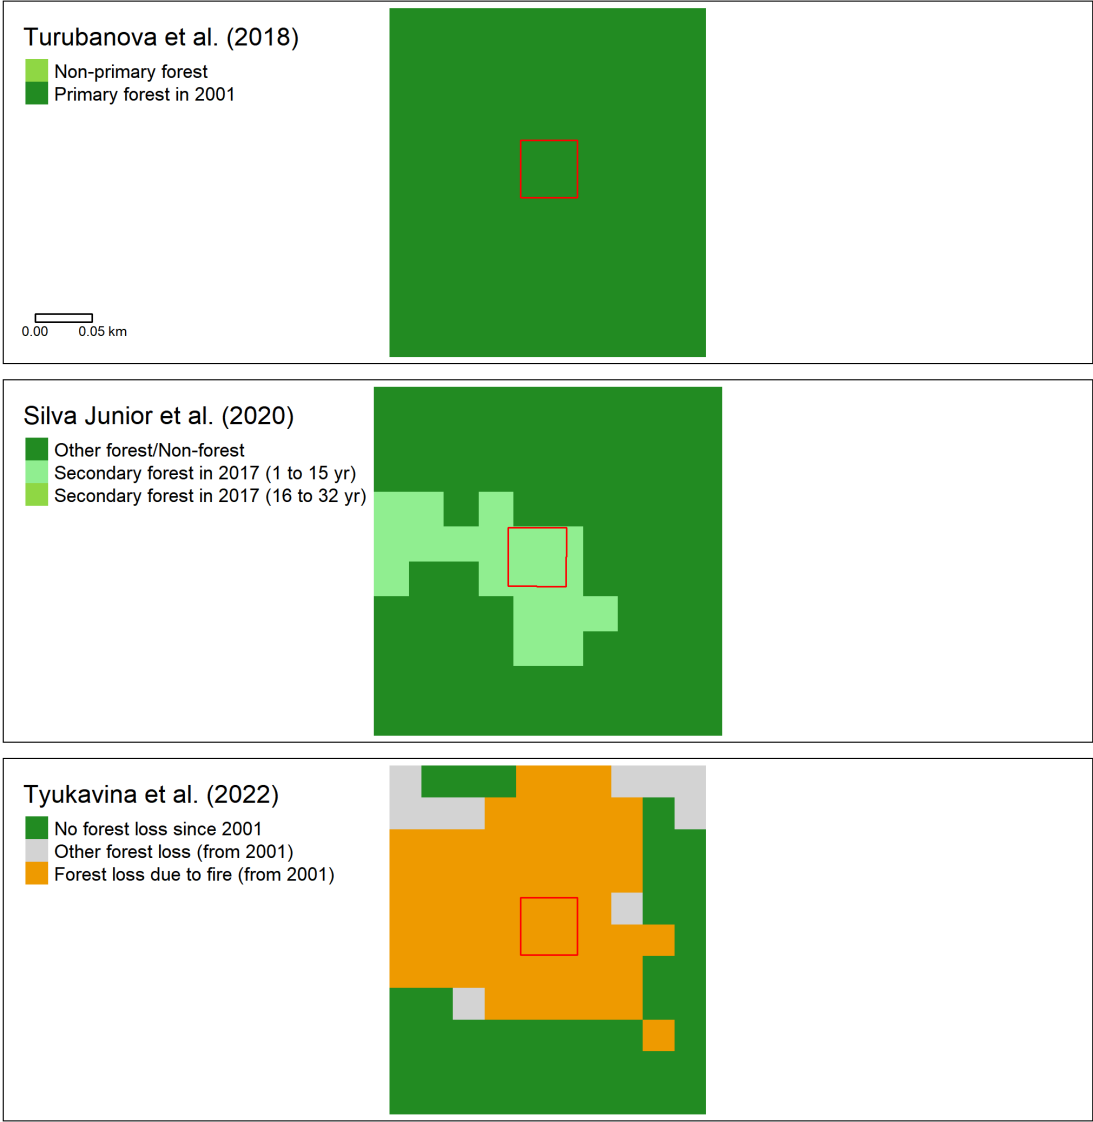 Turubanova et al. (2018)
Non-primary forest
Primary forest in 2001
0.00 0.05 km
Silva Junior et al. (2020)
Other forest/Non-forest
Secondary forest in 2017 (1 to 15 yr)
Secondary forest in 2017 (16 to 32 yr)
Tyukavina et al. (2022)
No forest loss since 2001
Other forest loss (from 2001)
Forest loss due to fire (from 2001)